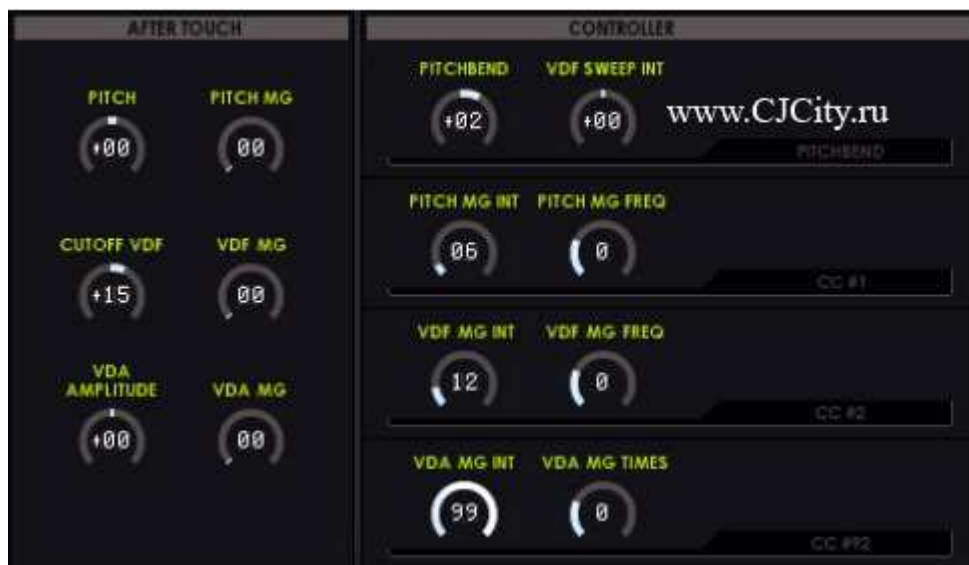 AFTER TOUCH
PITCH PITCH MG
+00 00
CUTOFF VDF VDF MG
+15 00
VDA
AMPLITUDE VDA MG
+00 00
CONTROLLER
PITCHBEND VDF SWEEP INT
+02 +00
www.CJCity.ru
PITCHBEND
PITCH MG INT PITCH MG FREQ
06 0
CC #1
VDF MG INT VDF MG FREQ
12 0
CC #2
VDA MG INT VDA MG TIMES
99 0
CC #92